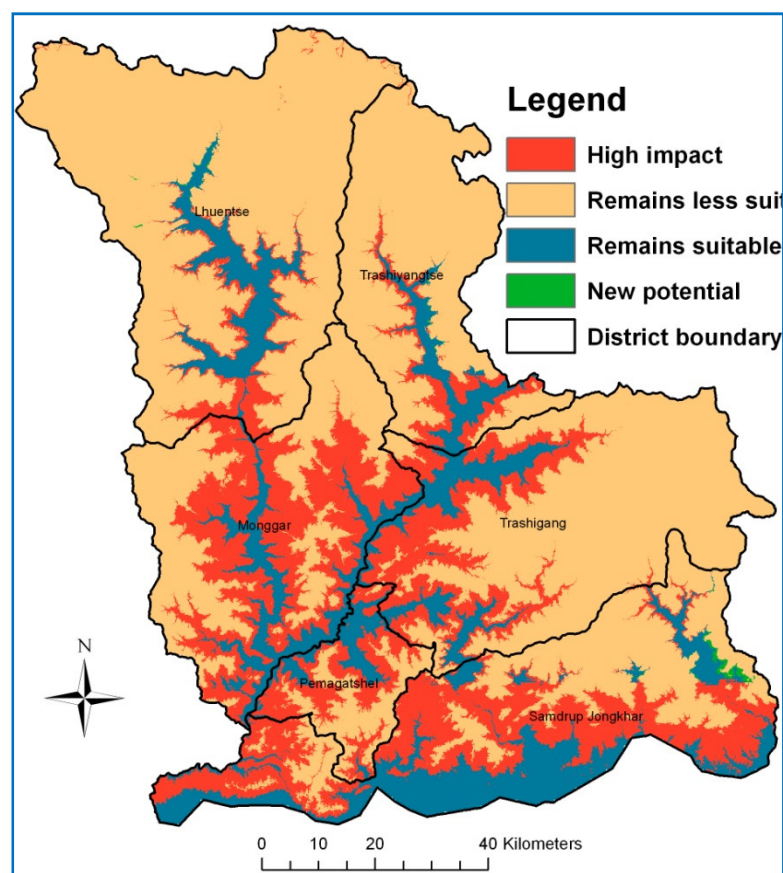 Legend
High impact
Remains less suit
Remains suitable
New potential
District boundary
Lhuentse
Trashiyangtse
Monggar
Trashigang
Pemagatshel
Samdrup Jongkhar
N
0 10 20 40 Kilometers